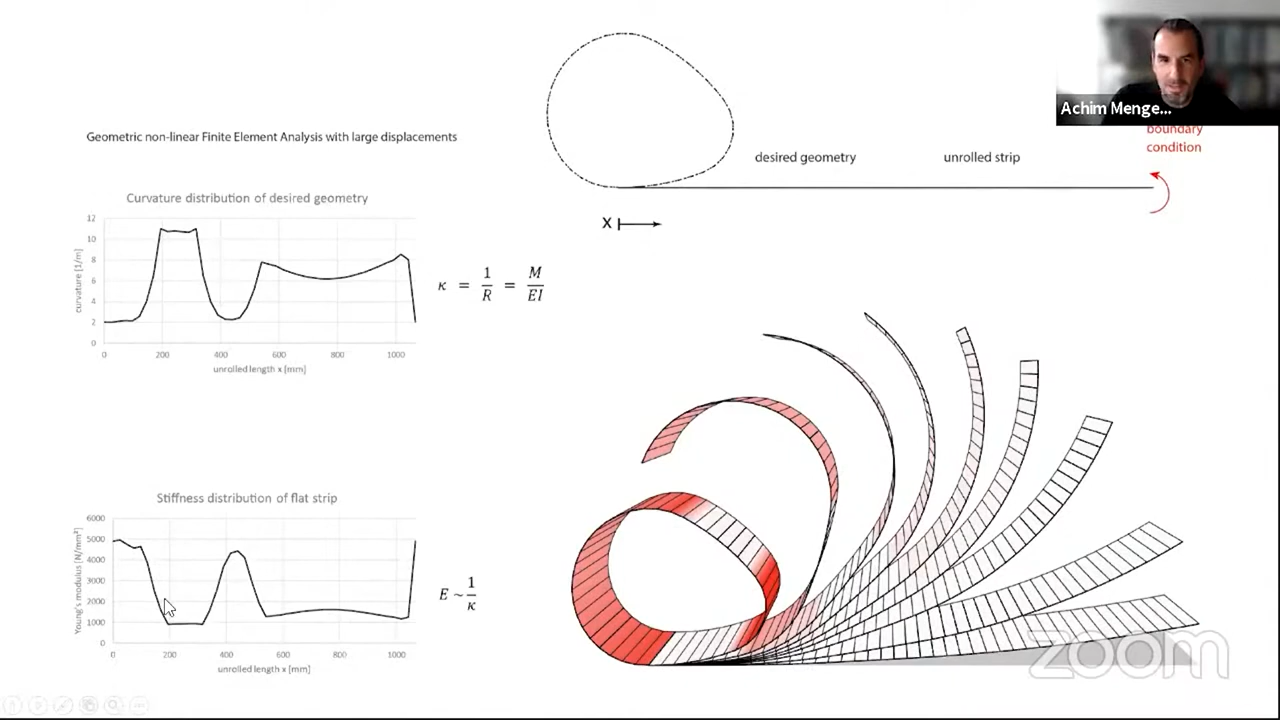 Achim Menge...
boundary
condition
Geometric non-linear Finite Element Analysis with large displacements
desired geometry
unrolled strip
X
Curvature distribution of desired geometry
curvature [1/m]
12
10
8
6
4
2
0
0 200 400 600 800 1000
unrolled length x [mm]
κ = 1/R = M/EI
Stiffness distribution of flat strip
Young's modulus [N/mm²]
6000
5000
4000
3000
2000
1000
0
0 200 400 600 800 1000
unrolled length x [mm]
E ~ 1/κ
zoom